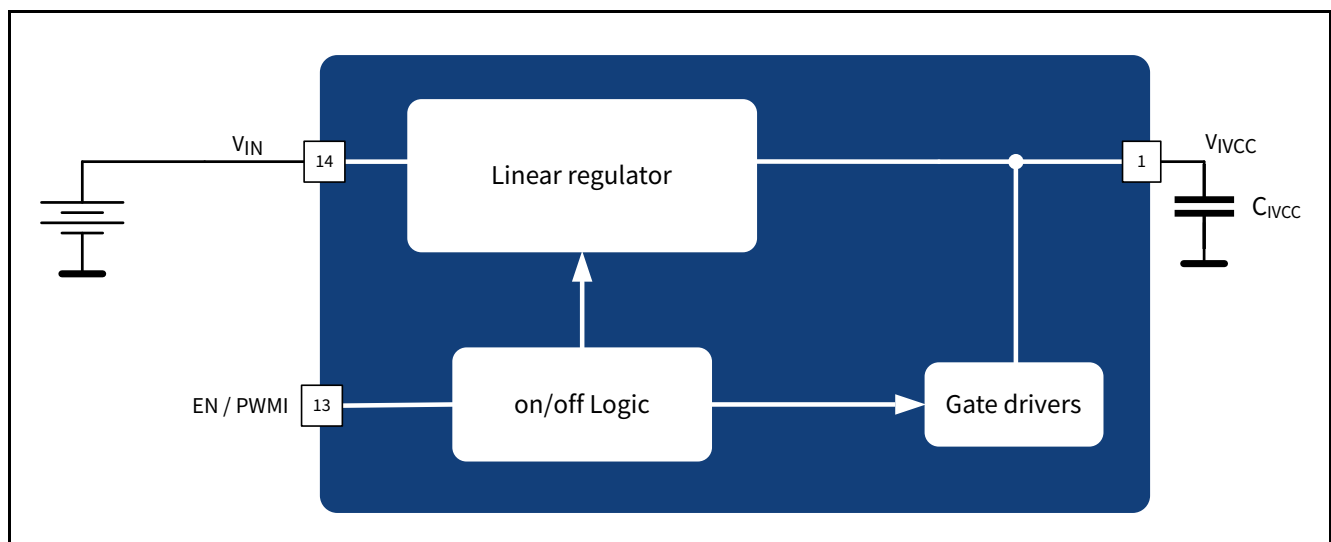 VIN
14
Linear regulator
1
VIVCC
CIVCC
EN / PWMI
13
on/off Logic
Gate drivers